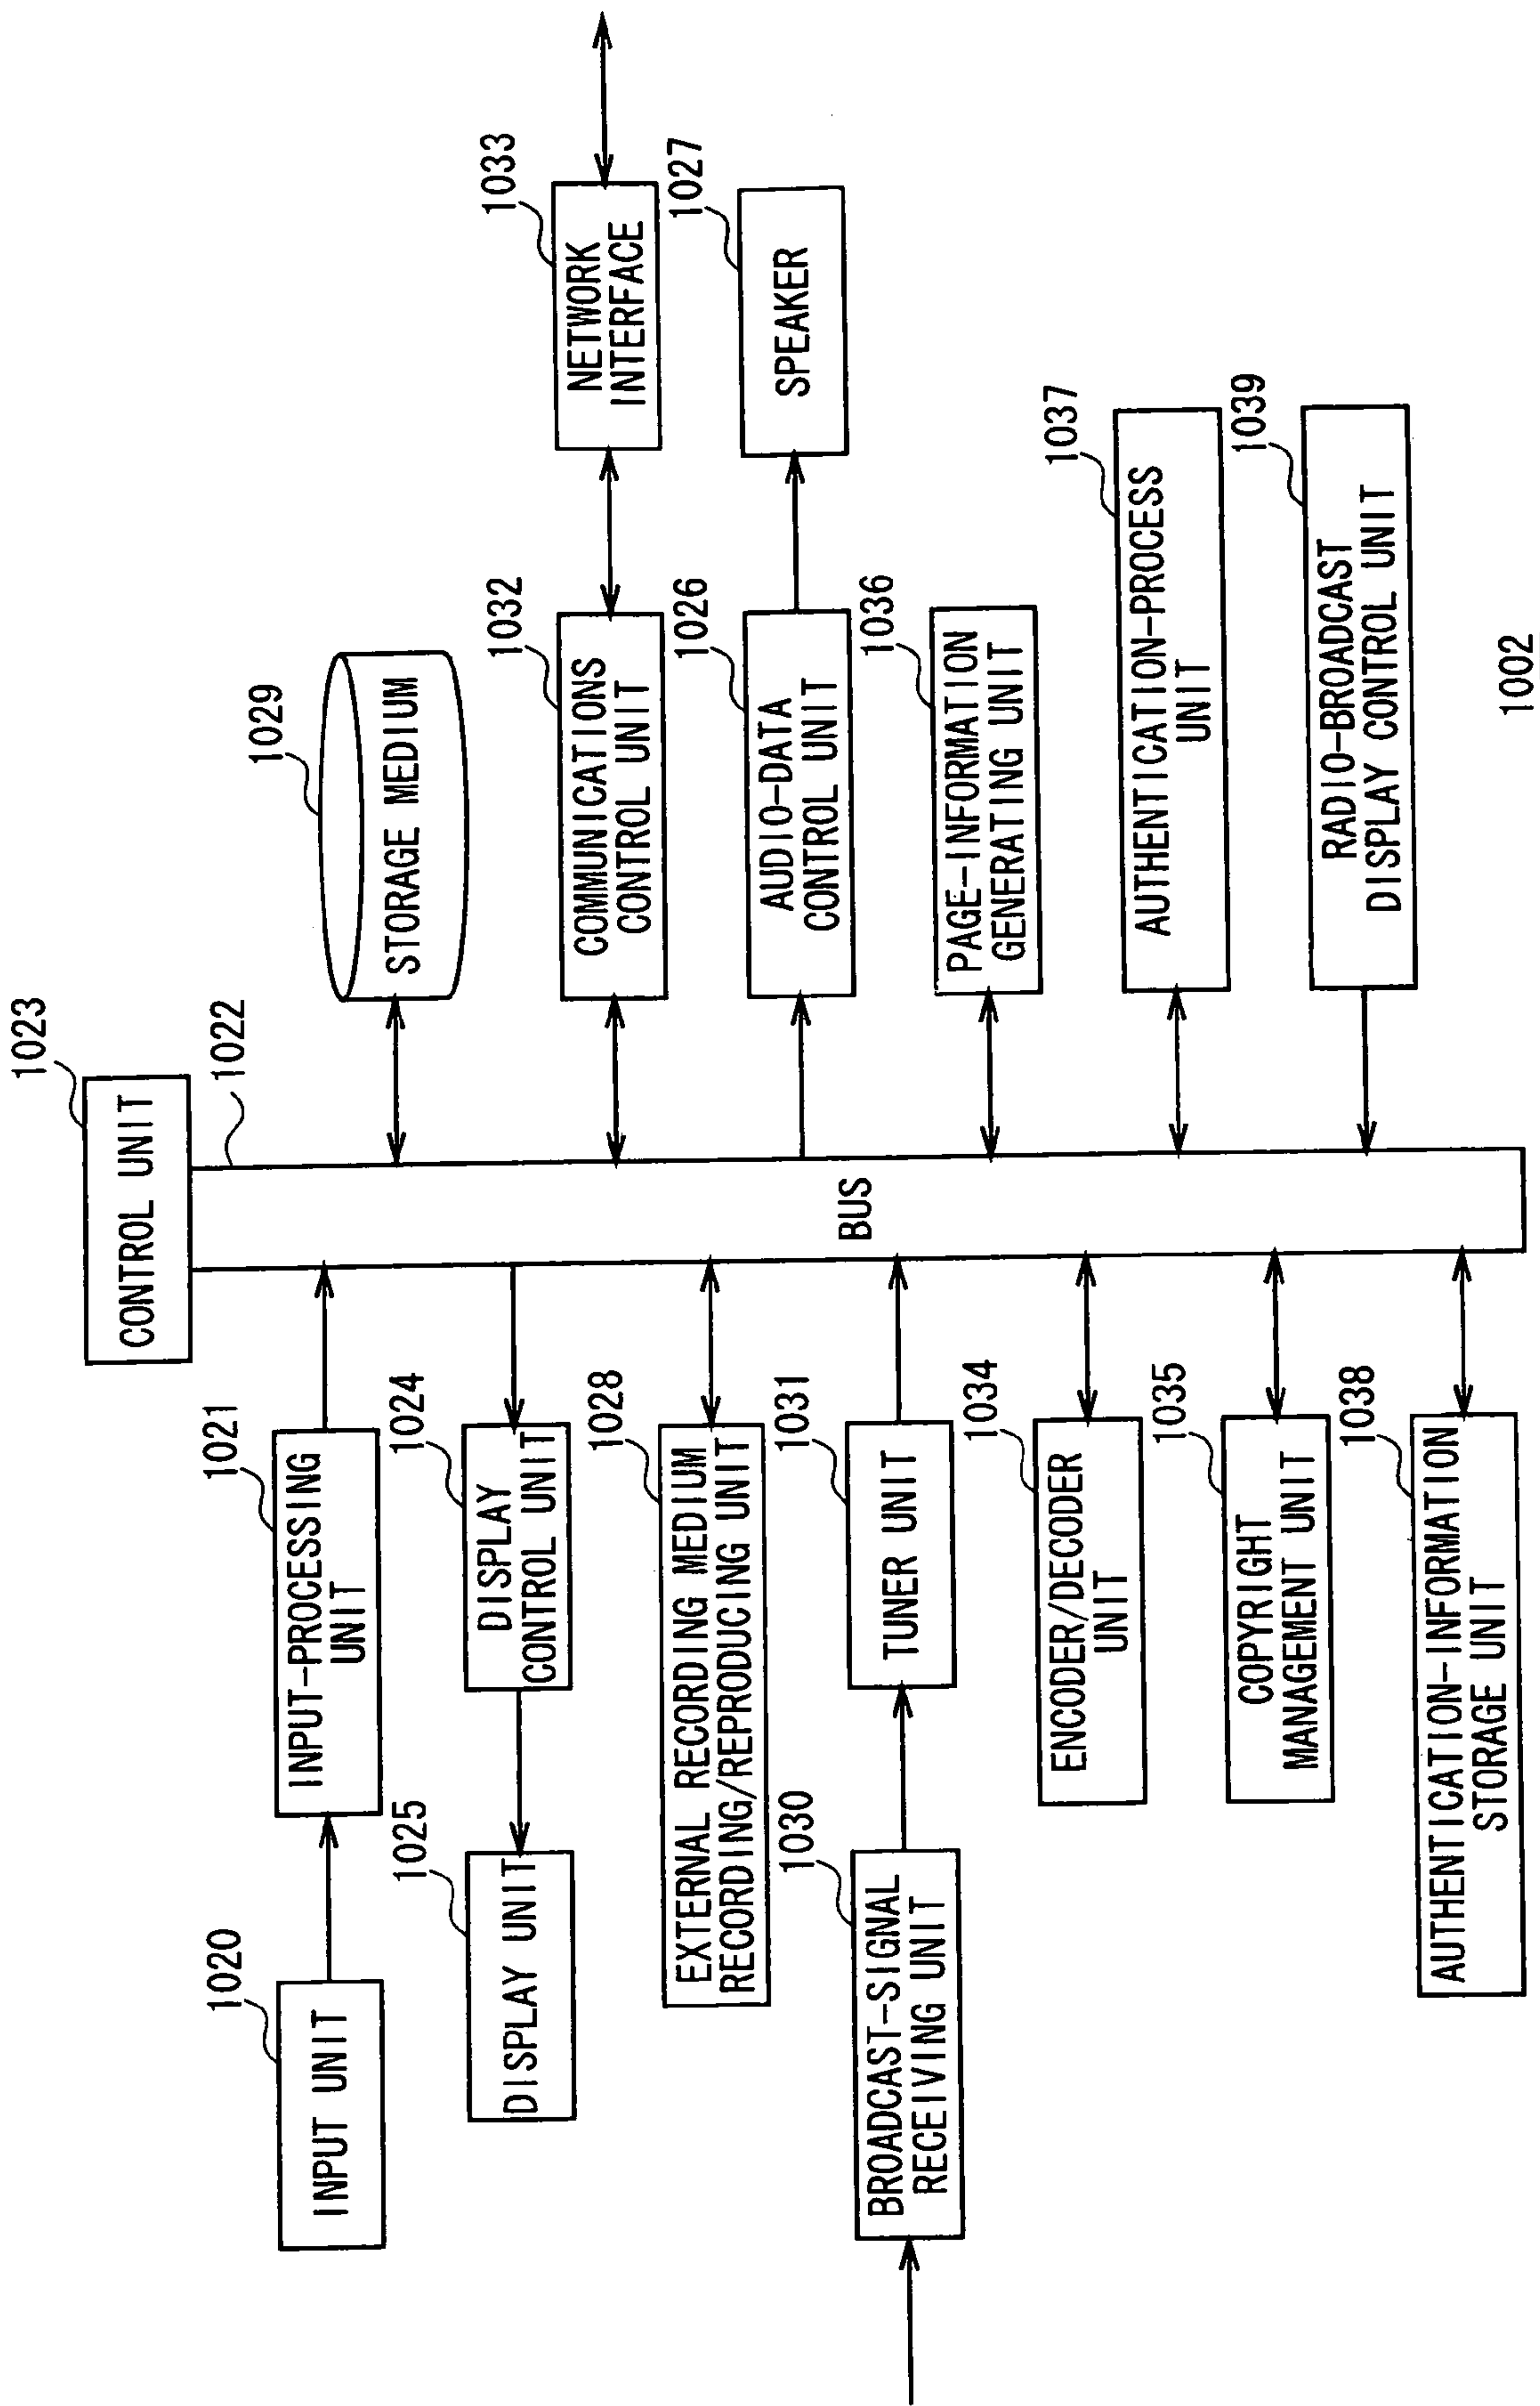 1023
CONTROL UNIT
1022
BUS
1020
INPUT UNIT
1021
INPUT-PROCESSING
UNIT
1025
DISPLAY UNIT
1024
DISPLAY
CONTROL UNIT
1028
EXTERNAL RECORDING MEDIUM
RECORDING/REPRODUCING UNIT
1030
BROADCAST-SIGNAL
RECEIVING UNIT
1031
TUNER UNIT
1034
ENCODER/DECODER
UNIT
1035
COPYRIGHT
MANAGEMENT UNIT
1038
AUTHENTICATION-INFORMATION
STORAGE UNIT
1029
STORAGE MEDIUM
1032
COMMUNICATIONS
CONTROL UNIT
1033
NETWORK
INTERFACE
1026
AUDIO-DATA
CONTROL UNIT
1027
SPEAKER
1036
PAGE-INFORMATION
GENERATING UNIT
1037
AUTHENTICATION-PROCESS
UNIT
1039
RADIO-BROADCAST
DISPLAY CONTROL UNIT
1002